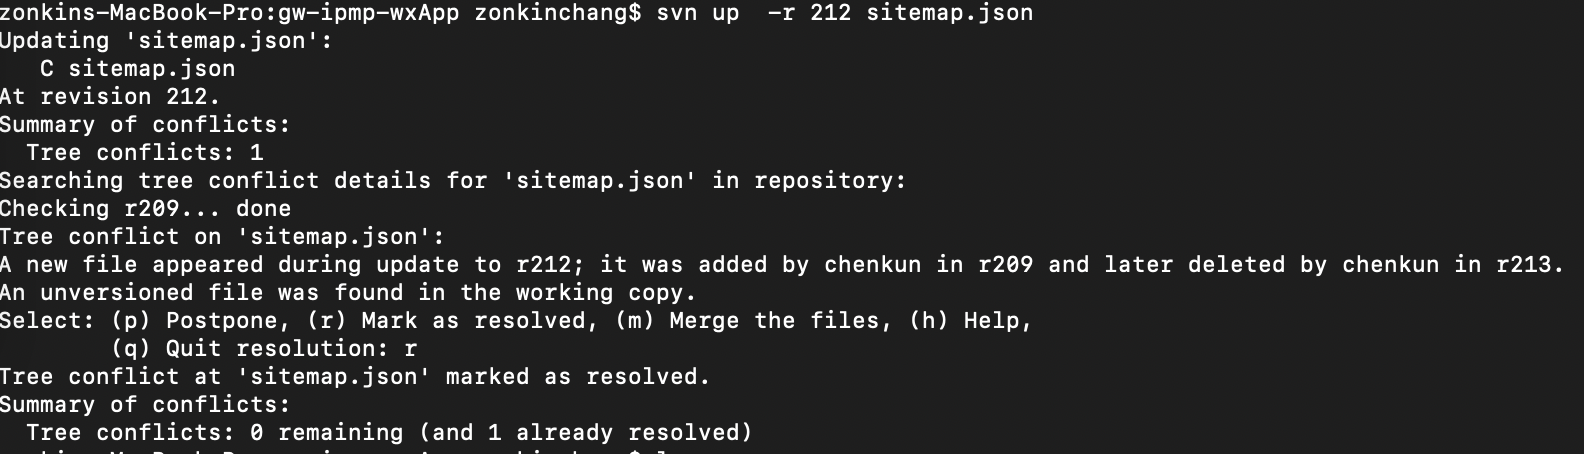 zonkins-MacBook-Pro:gw-ipmp-wxApp zonkinchang$ svn up  -r 212 sitemap.json
Updating 'sitemap.json':
   C sitemap.json
At revision 212.
Summary of conflicts:
  Tree conflicts: 1
Searching tree conflict details for 'sitemap.json' in repository:
Checking r209... done
Tree conflict on 'sitemap.json':
A new file appeared during update to r212; it was added by chenkun in r209 and later deleted by chenkun in r213.
An unversioned file was found in the working copy.
Select: (p) Postpone, (r) Mark as resolved, (m) Merge the files, (h) Help,
        (q) Quit resolution: r
Tree conflict at 'sitemap.json' marked as resolved.
Summary of conflicts:
  Tree conflicts: 0 remaining (and 1 already resolved)